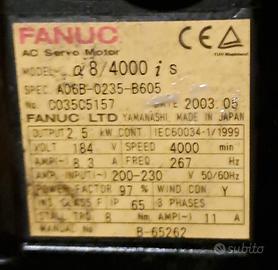 FANUC
AC Servo Motor
MODEL α8/4000 i s
SPEC. A06B-0235-B605
No. C035C5157 DATE 2003.05
FANUC LTD YAMANASHI, MADE IN JAPAN
OUTPUT 2.5 kW.CONT. IEC60034-1/1999
VOLT 184 V SPEED 4000 min
AMP(~) 8.3 A FREQ 267 Hz
AMP. INPUT(~) 200-230 V 50/60Hz
POWER FACTOR 97 % WIND CON Y
INS CLASS F IP 65 3 PHASES
STALL TRQ 8 Nm AMP(~) 11 A
MANUAL No B-65262
subito